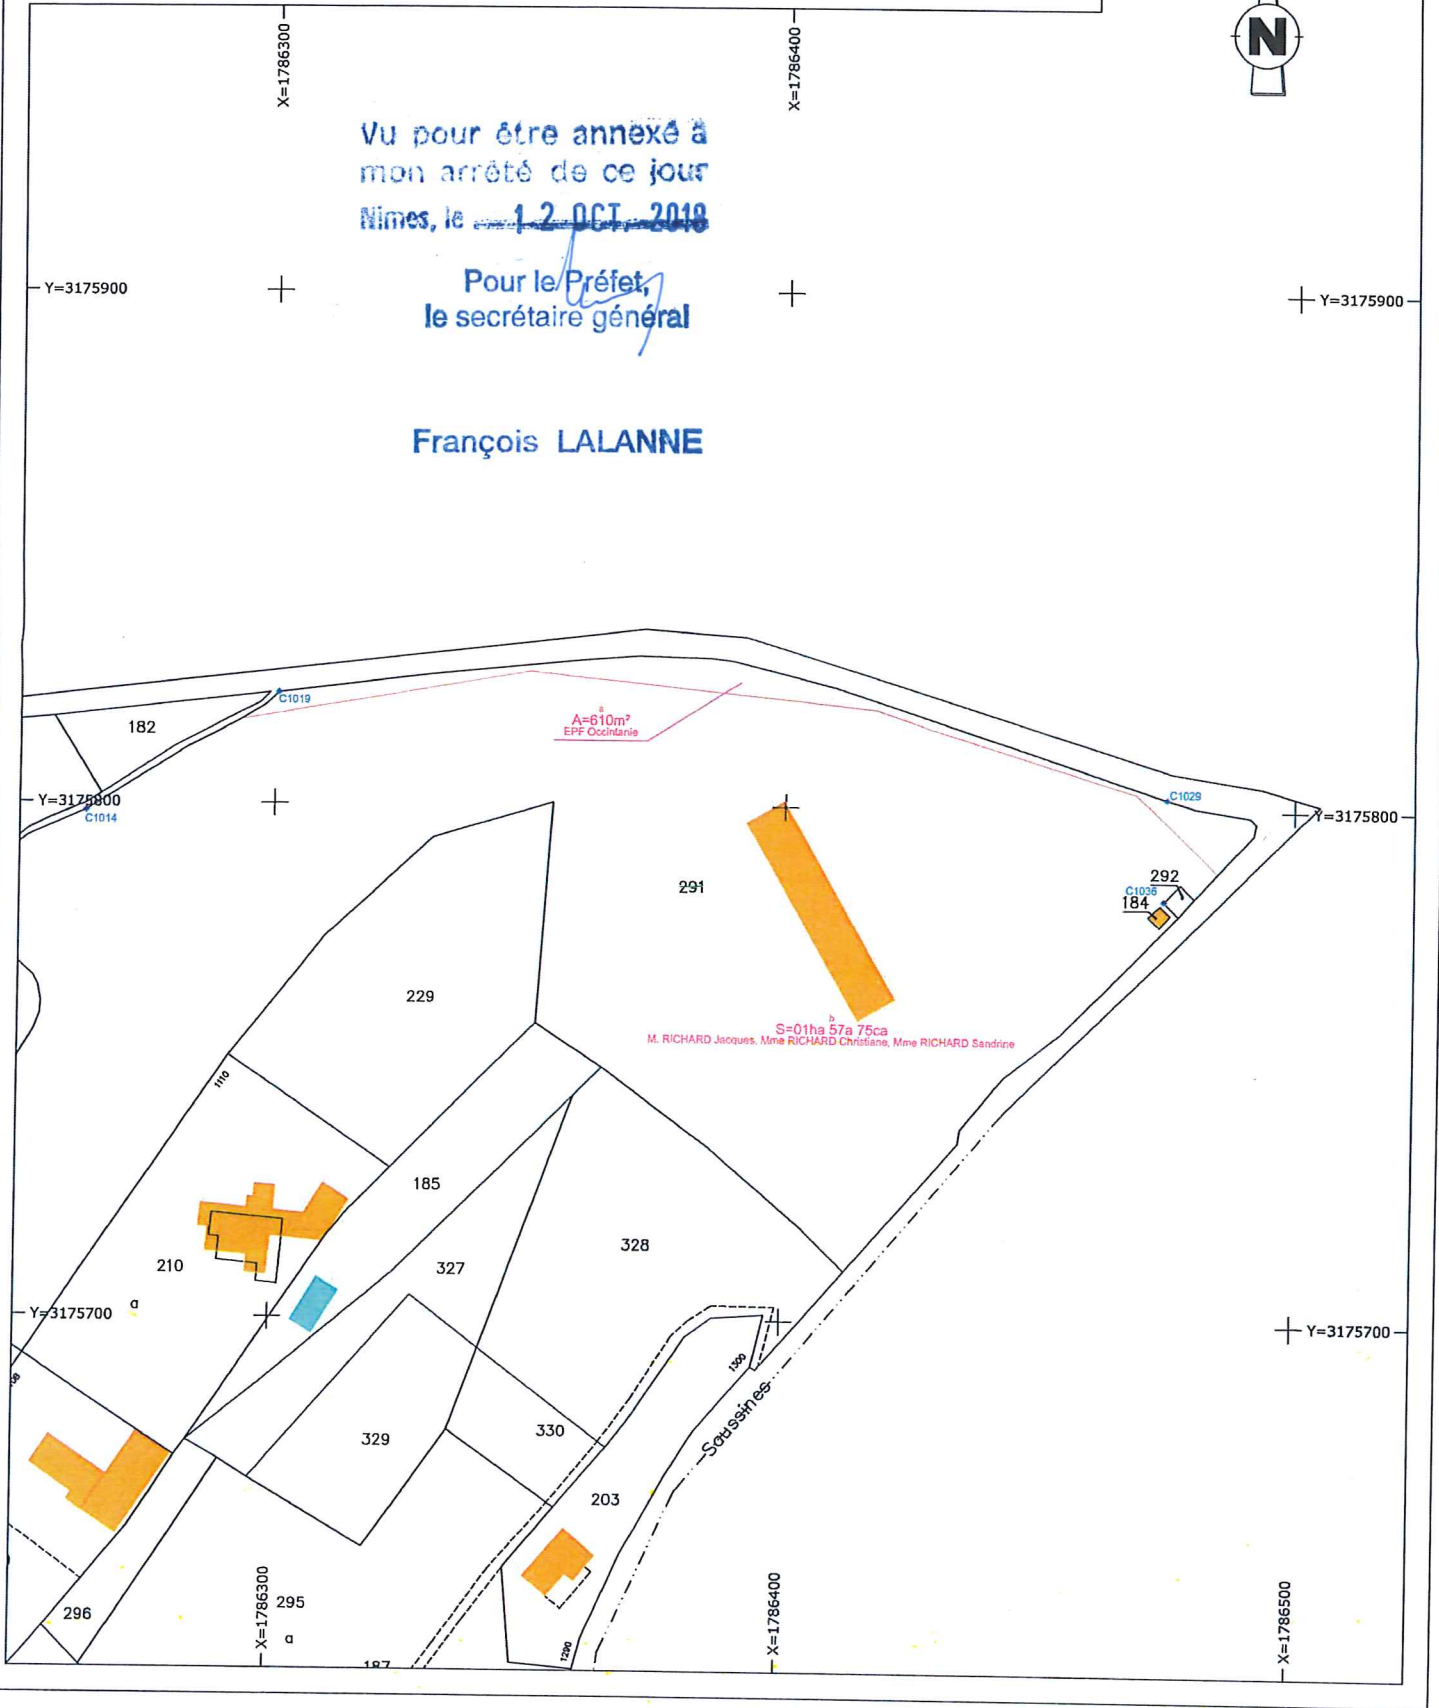 X=1786300
X=1786400
N
Vu pour être annexé à
mon arrêté de ce jour
Nîmes, le 12 OCT. 2018
Pour le Préfet,
le secrétaire général
François LALANNE
Y=3175900
Y=3175900
C1019
182
a
A=610m²
EPF Occintanie
Y=3175800
C1014
C1029
Y=3175800
291
292
C1036
184
229
b
S=01ha 57a 75ca
M. RICHARD Jacques, Mme RICHARD Christiane, Mme RICHARD Sandrine
1110
185
328
210
327
a
Y=3175700
Y=3175700
1300
Soussines
329
330
203
296
X=1786300
295
a
187
1290
X=1786400
X=1786500